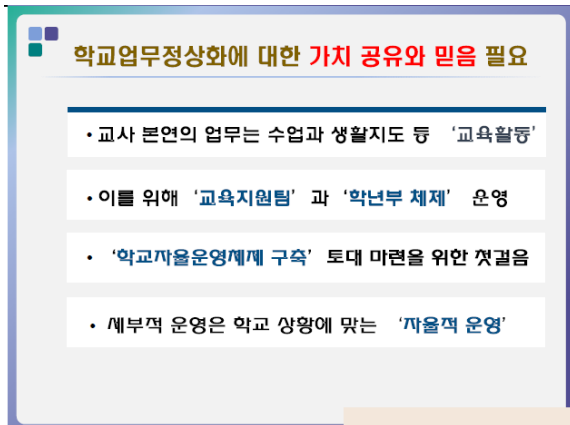 학교업무정상화에 대한 가치 공유와 믿음 필요
• 교사 본연의 업무는 수업과 생활지도 등 ‘교육활동’
• 이를 위해 ‘교육지원팀’ 과 ‘학년부 체제’ 운영
• ‘학교자율운영체제 구축’ 토대 마련을 위한 첫걸음
• 세부적 운영은 학교 상황에 맞는 ‘자율적 운영’